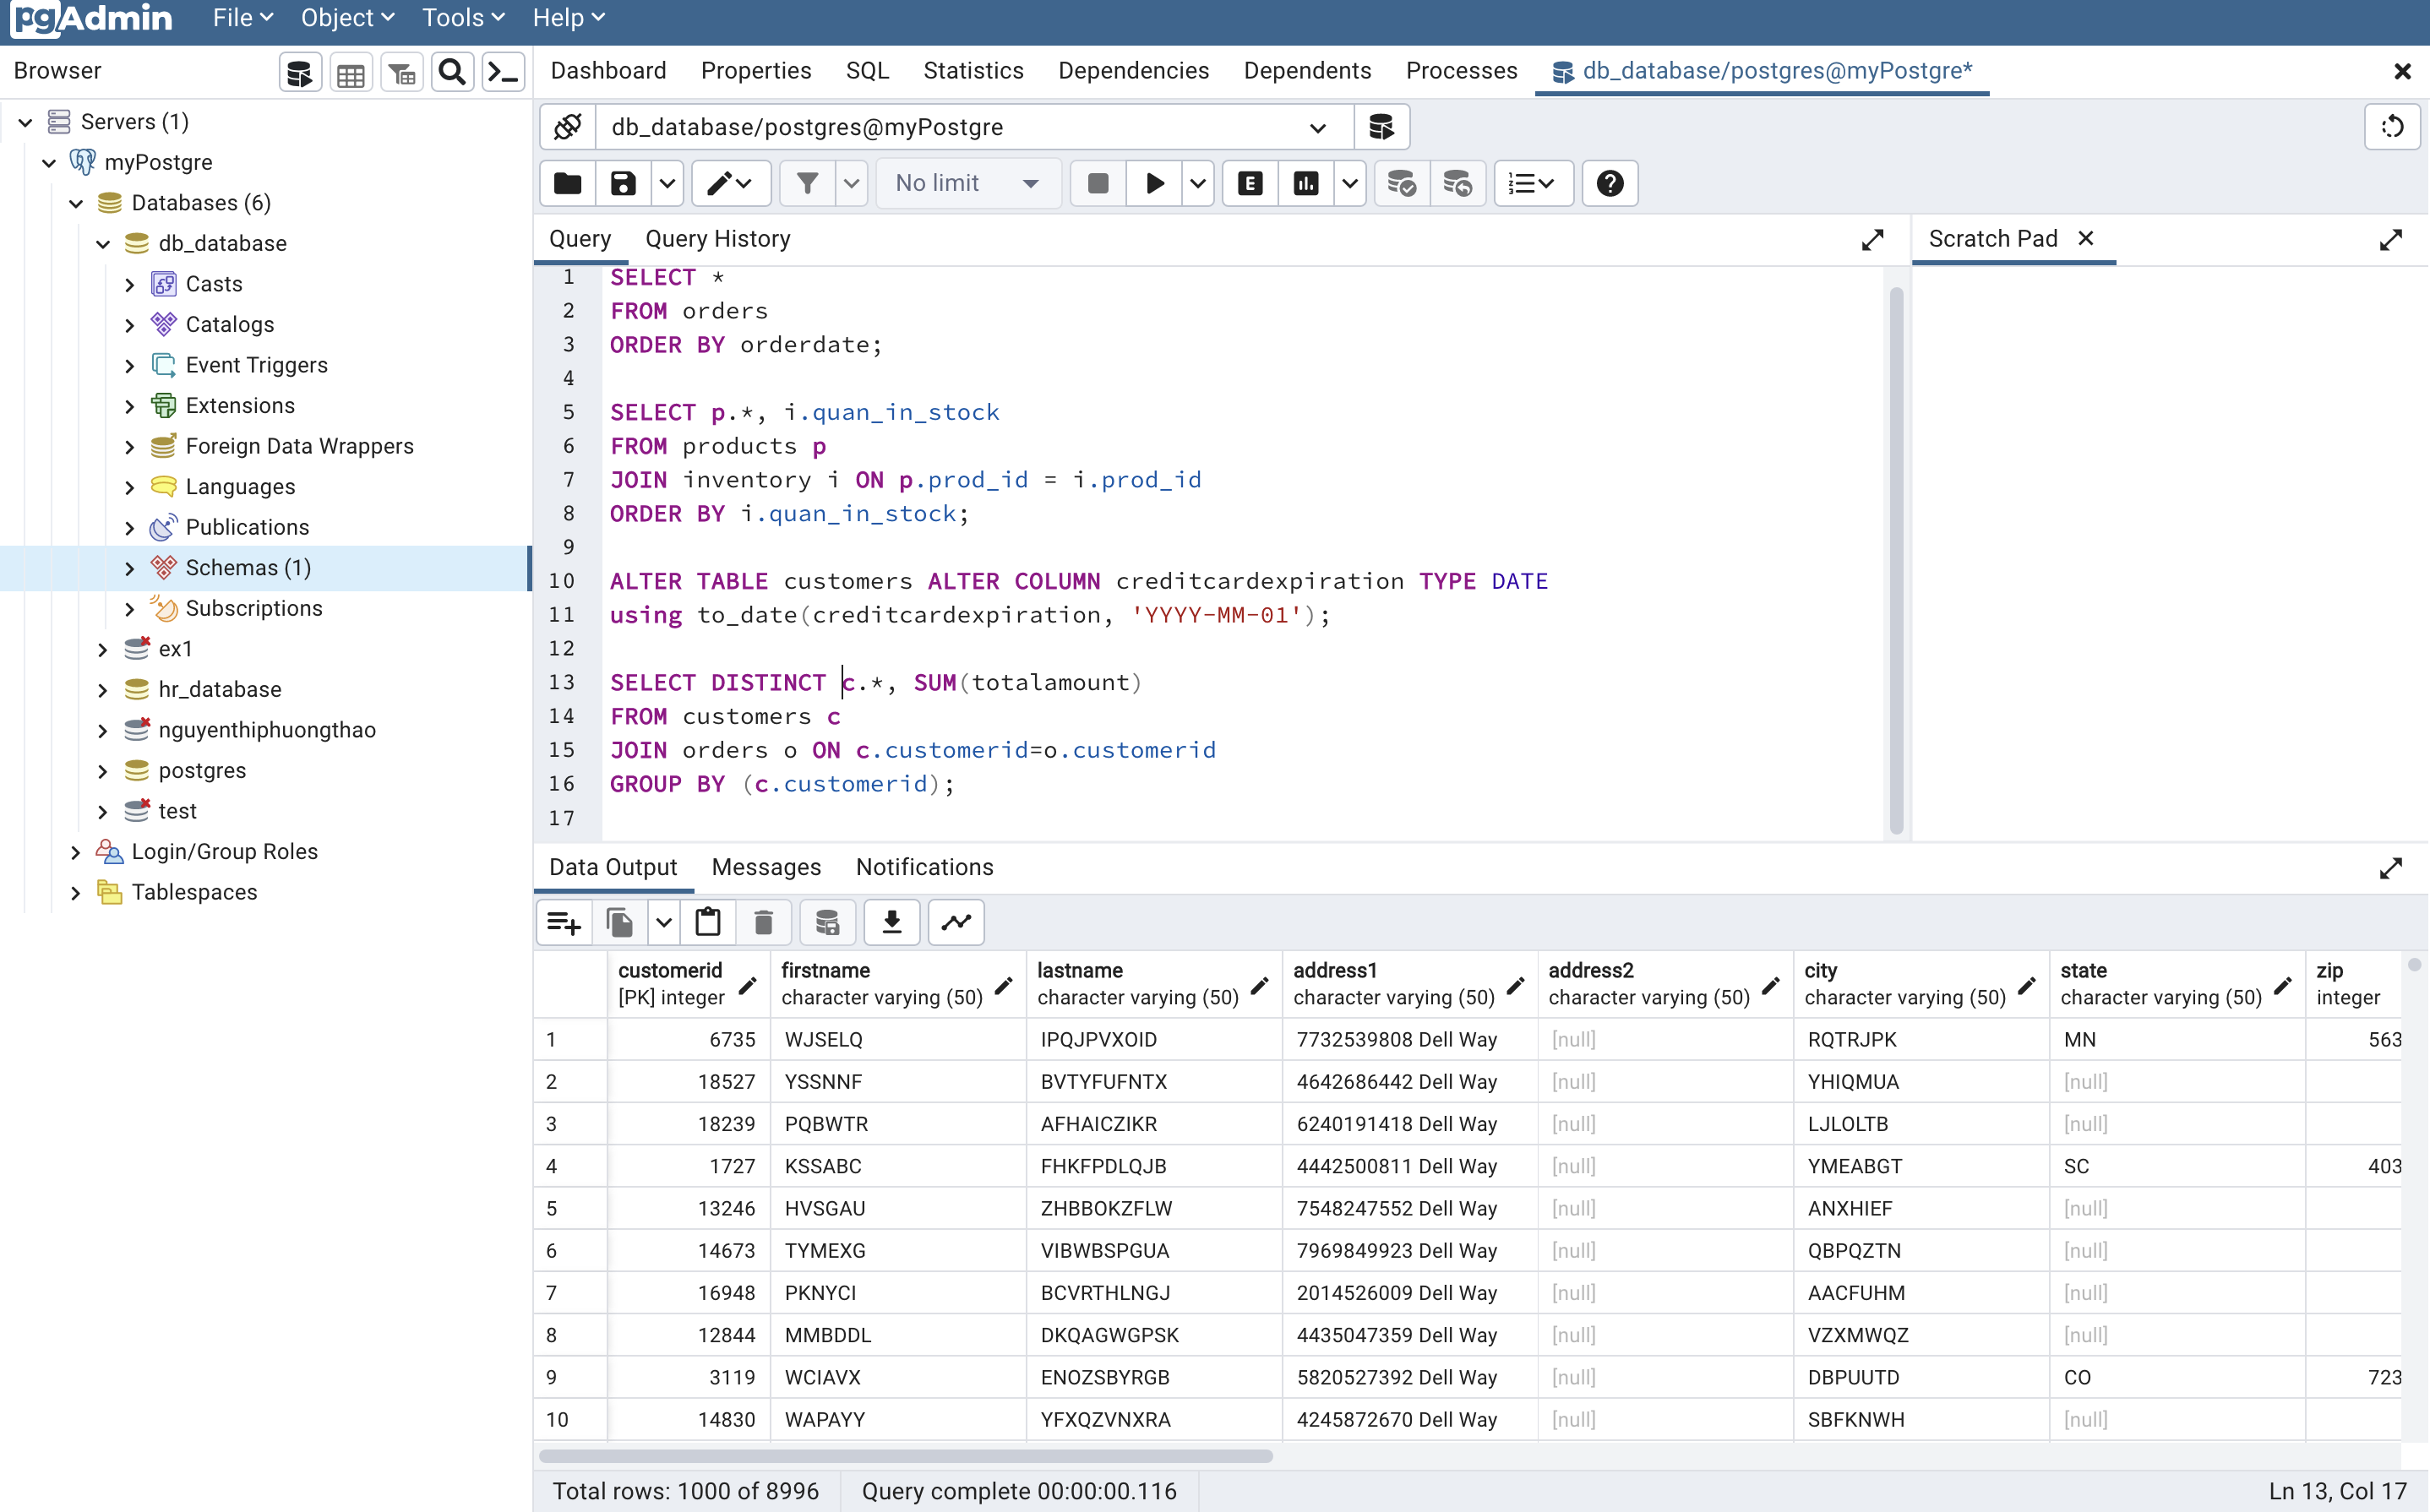 pgAdmin File Object Tools Help
Browser
Dashboard Properties SQL Statistics Dependencies Dependents Processes db_database/postgres@myPostgre*
Servers (1)
myPostgre
Databases (6)
db_database
Casts
Catalogs
Event Triggers
Extensions
Foreign Data Wrappers
Languages
Publications
Schemas (1)
Subscriptions
ex1
hr_database
nguyenthiphuongthao
postgres
test
Login/Group Roles
Tablespaces
db_database/postgres@myPostgre
No limit
E
Query Query History
Scratch Pad
1 SELECT *
2 FROM orders
3 ORDER BY orderdate;
4
5 SELECT p.*, i.quan_in_stock
6 FROM products p
7 JOIN inventory i ON p.prod_id = i.prod_id
8 ORDER BY i.quan_in_stock;
9
10 ALTER TABLE customers ALTER COLUMN creditcardexpiration TYPE DATE
11 using to_date(creditcardexpiration, 'YYYY-MM-01');
12
13 SELECT DISTINCT c.*, SUM(totalamount)
14 FROM customers c
15 JOIN orders o ON c.customerid=o.customerid
16 GROUP BY (c.customerid);
17
Data Output Messages Notifications
customerid firstname lastname address1 address2 city state zip
[PK] integer character varying (50) character varying (50) character varying (50) character varying (50) character varying (50) character varying (50) integer
1 6735 WJSELQ IPQJPVXOID 7732539808 Dell Way [null] RQTRJPK MN 563
2 18527 YSSNNF BVTYFUFNTX 4642686442 Dell Way [null] YHIQMUA [null]
3 18239 PQBWTR AFHAICZIKR 6240191418 Dell Way [null] LJLOLTB [null]
4 1727 KSSABC FHKFPDLQJB 4442500811 Dell Way [null] YMEABGT SC 403
5 13246 HVSGAU ZHBBOKZFLW 7548247552 Dell Way [null] ANXHIEF [null]
6 14673 TYMEXG VIBWBSPGUA 7969849923 Dell Way [null] QBPQZTN [null]
7 16948 PKNYCI BCVRTHLNGJ 2014526009 Dell Way [null] AACFUHM [null]
8 12844 MMBDDL DKQAGWGPSK 4435047359 Dell Way [null] VZXMWQZ [null]
9 3119 WCIAVX ENOZSBYRGB 5820527392 Dell Way [null] DBPUUTD CO 723
10 14830 WAPAYY YFXQZVNXRA 4245872670 Dell Way [null] SBFKNWH [null]
Total rows: 1000 of 8996 Query complete 00:00:00.116 Ln 13, Col 17